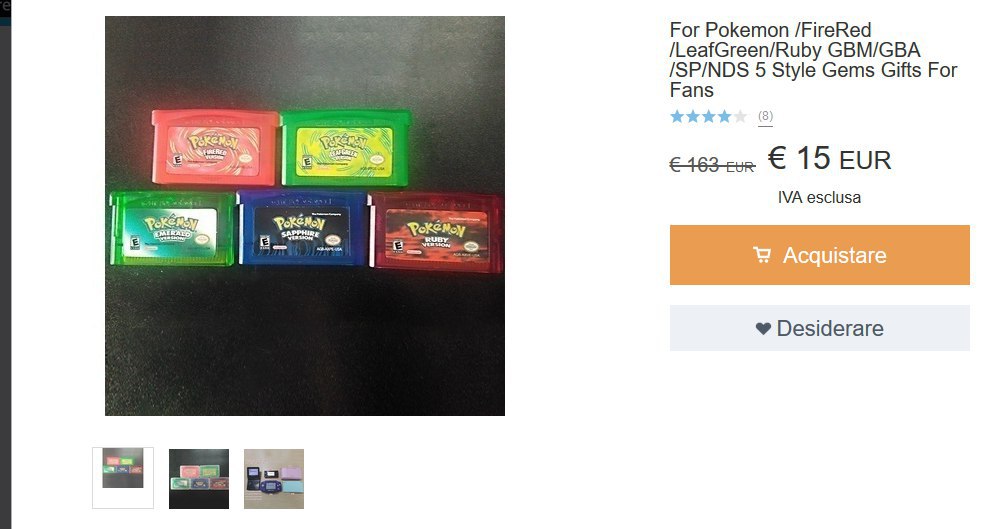 re
For Pokemon /FireRed
/LeafGreen/Ruby GBM/GBA
/SP/NDS 5 Style Gems Gifts For
Fans
(8)
€ 163 EUR € 15 EUR
IVA esclusa
Acquistare
Desiderare
POKéMON
FIRERED
VERSION
E
POKéMON
LEAFGREEN
VERSION
E
POKéMON
EMERALD
VERSION
E
POKéMON
SAPPHIRE
VERSION
E
POKéMON
RUBY
VERSION
E